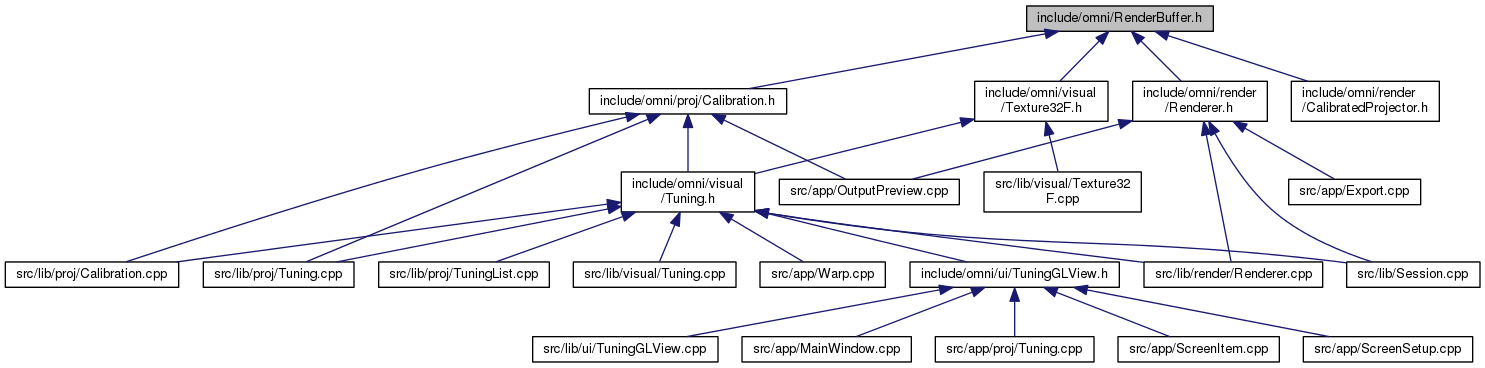 include/omni/RenderBuffer.h
include/omni/proj/Calibration.h
include/omni/visual
/Texture32F.h
include/omni/render
/Renderer.h
include/omni/render
/CalibratedProjector.h
include/omni/visual
/Tuning.h
src/app/OutputPreview.cpp
src/lib/visual/Texture32
F.cpp
src/app/Export.cpp
src/lib/proj/Calibration.cpp
src/lib/proj/Tuning.cpp
src/lib/proj/TuningList.cpp
src/lib/visual/Tuning.cpp
src/app/Warp.cpp
include/omni/ui/TuningGLView.h
src/lib/render/Renderer.cpp
src/lib/Session.cpp
src/lib/ui/TuningGLView.cpp
src/app/MainWindow.cpp
src/app/proj/Tuning.cpp
src/app/ScreenItem.cpp
src/app/ScreenSetup.cpp